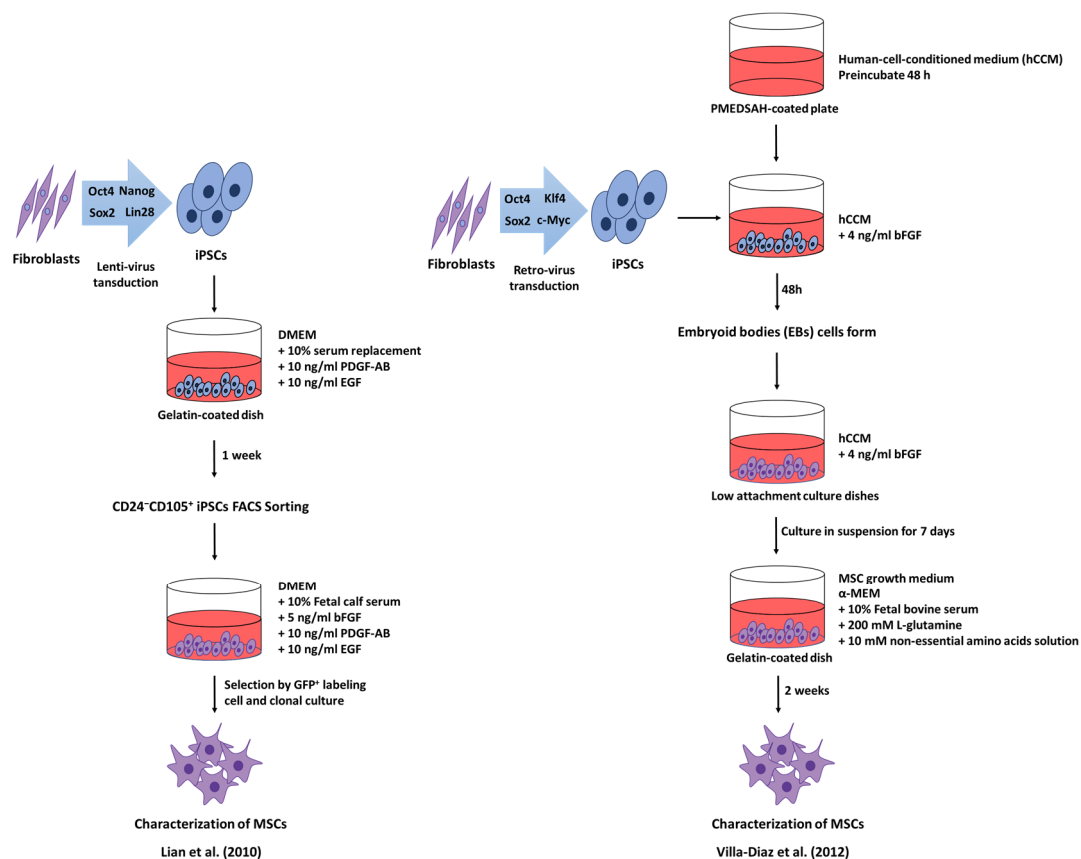 Oct4 Nanog
Sox2 Lin28
Fibroblasts
Lenti-virus
tansduction
iPSCs
DMEM
+ 10% serum replacement
+ 10 ng/ml PDGF-AB
+ 10 ng/ml EGF
Gelatin-coated dish
1 week
CD24⁻CD105⁺ iPSCs FACS Sorting
DMEM
+ 10% Fetal calf serum
+ 5 ng/ml bFGF
+ 10 ng/ml PDGF-AB
+ 10 ng/ml EGF
Selection by GFP⁺ labeling
cell and clonal culture
Characterization of MSCs
Lian et al. (2010)
Human-cell-conditioned medium (hCCM)
Preincubate 48 h
PMEDSAH-coated plate
Oct4 Klf4
Sox2 c-Myc
Fibroblasts
Retro-virus
transduction
iPSCs
hCCM
+ 4 ng/ml bFGF
48h
Embryoid bodies (EBs) cells form
hCCM
+ 4 ng/ml bFGF
Low attachment culture dishes
Culture in suspension for 7 days
MSC growth medium
α-MEM
+ 10% Fetal bovine serum
+ 200 mM L-glutamine
+ 10 mM non-essential amino acids solution
Gelatin-coated dish
2 weeks
Characterization of MSCs
Villa-Diaz et al. (2012)